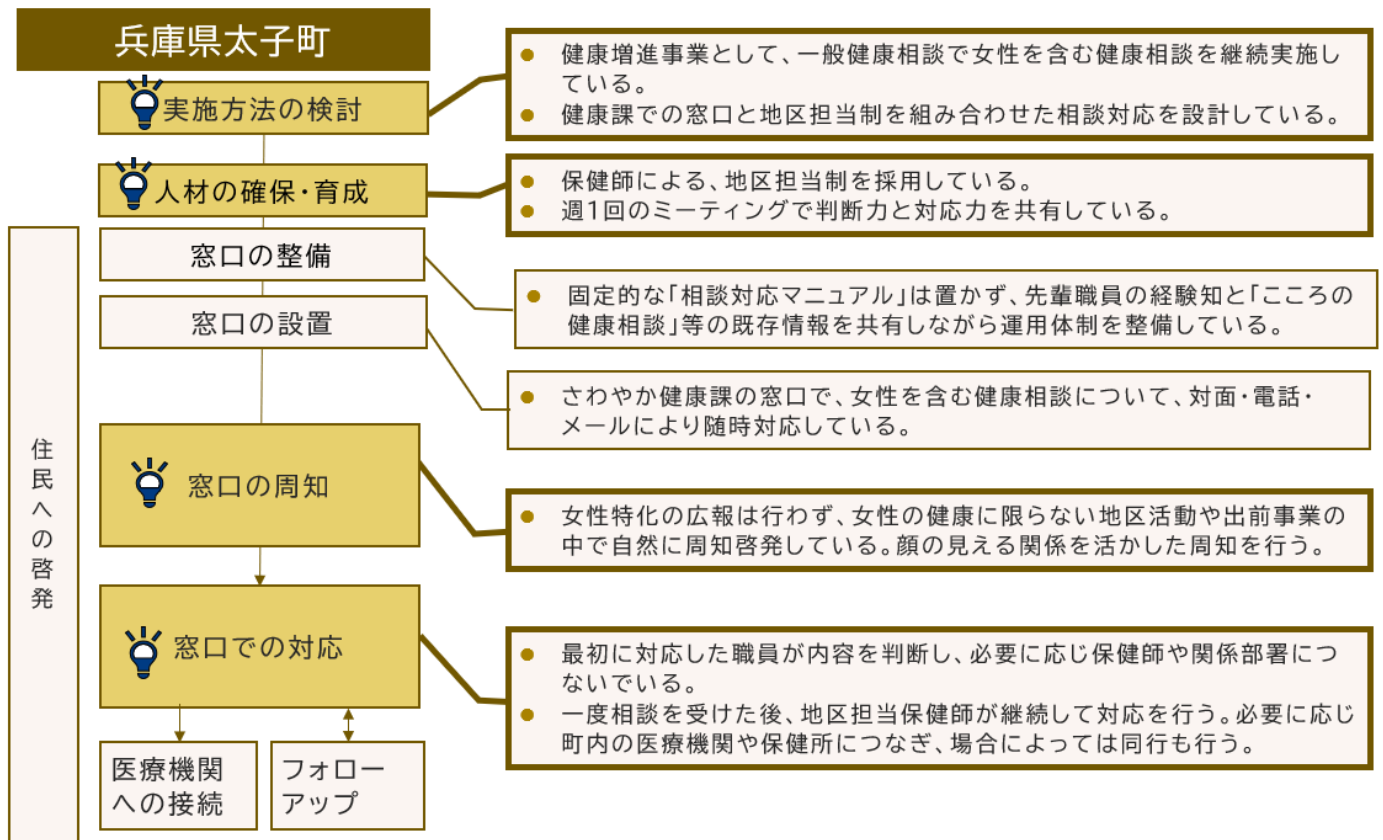 兵庫県太子町
実施方法の検討
● 健康増進事業として、一般健康相談で女性を含む健康相談を継続実施し
ている。
● 健康課での窓口と地区担当制を組み合わせた相談対応を設計している。
人材の確保・育成
● 保健師による、地区担当制を採用している。
● 週1回のミーティングで判断力と対応力を共有している。
窓口の整備
● 固定的な「相談対応マニュアル」は置かず、先輩職員の経験知と「こころの
健康相談」等の既存情報を共有しながら運用体制を整備している。
窓口の設置
● さわやか健康課の窓口で、女性を含む健康相談について、対面・電話・
メールにより随時対応している。
住民への啓発
窓口の周知
● 女性特化の広報は行わず、女性の健康に限らない地区活動や出前事業の
中で自然に周知啓発している。顔の見える関係を活かした周知を行う。
窓口での対応
● 最初に対応した職員が内容を判断し、必要に応じ保健師や関係部署につ
ないでいる。
● 一度相談を受けた後、地区担当保健師が継続して対応を行う。必要に応じ
町内の医療機関や保健所につなぎ、場合によっては同行も行う。
医療機関
への接続
フォロー
アップ